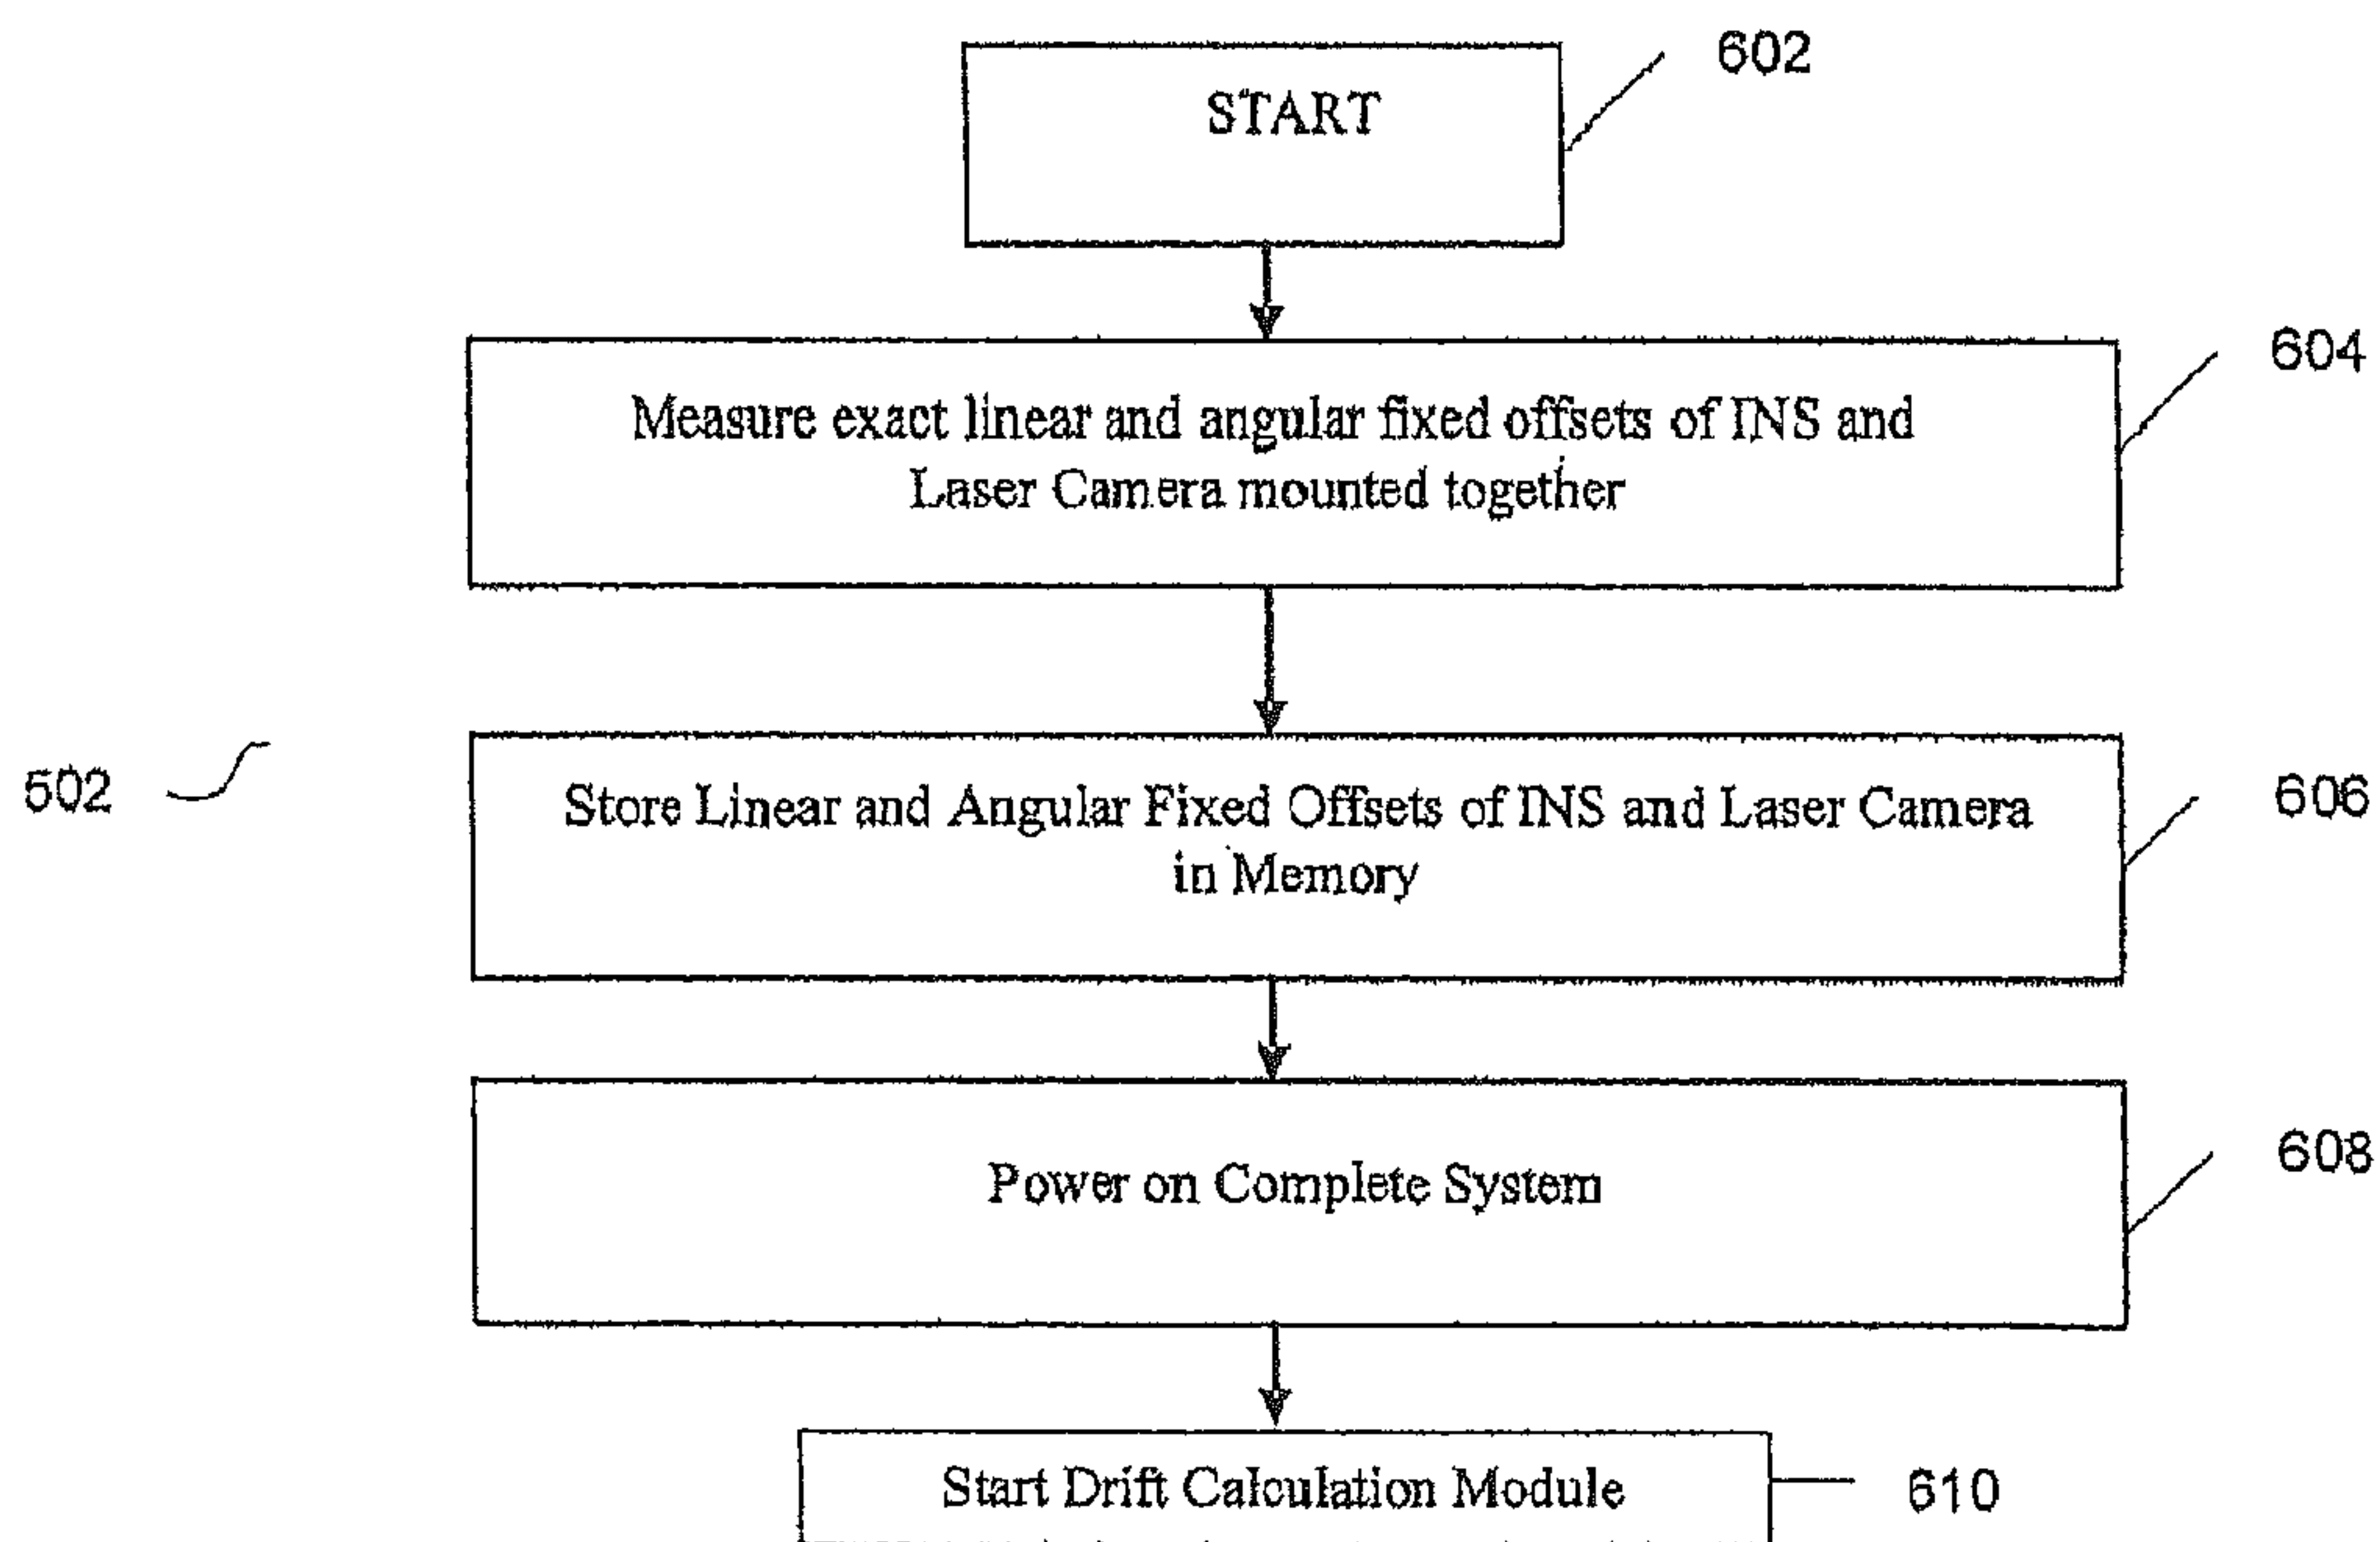 START
602
Measure exact linear and angular fixed offsets of INS and
Laser Camera mounted together
604
502
Store Linear and Angular Fixed Offsets of INS and Laser Camera
in Memory
606
Power on Complete System
608
Start Drift Calculation Module
610